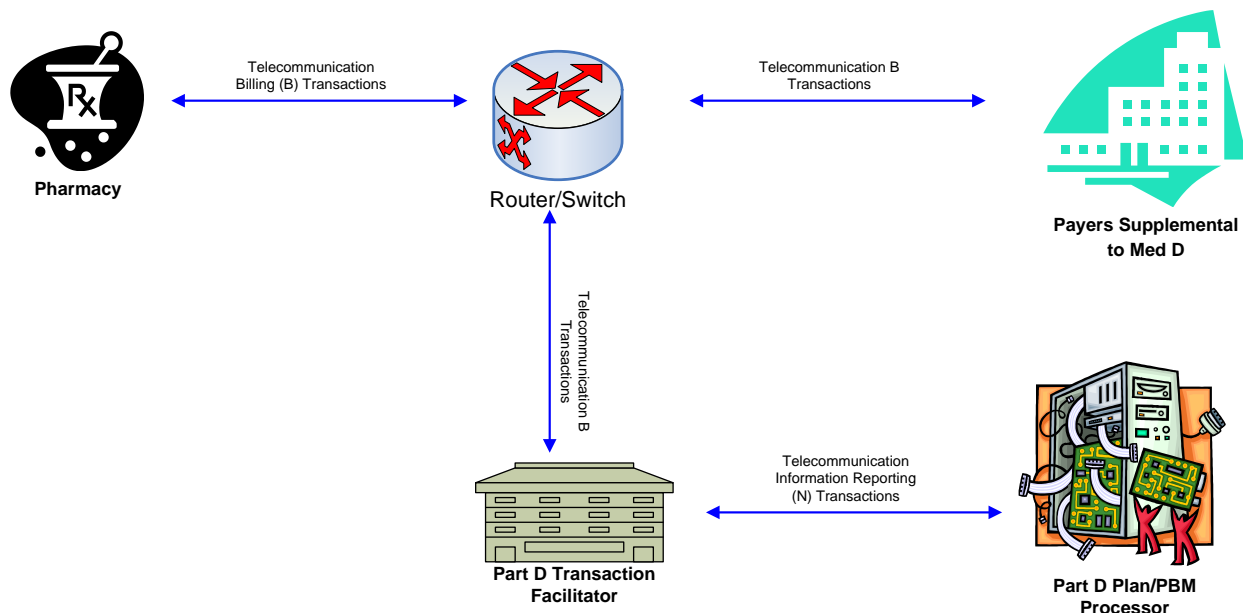 Telecommunication
Billing (B) Transactions
Telecommunication B
Transactions
Rx
Pharmacy
Router/Switch
Payers Supplemental
to Med D
Telecommunication B
Transactions
Telecommunication
Information Reporting
(N) Transactions
Part D Transaction
Facilitator
Part D Plan/PBM
Processor